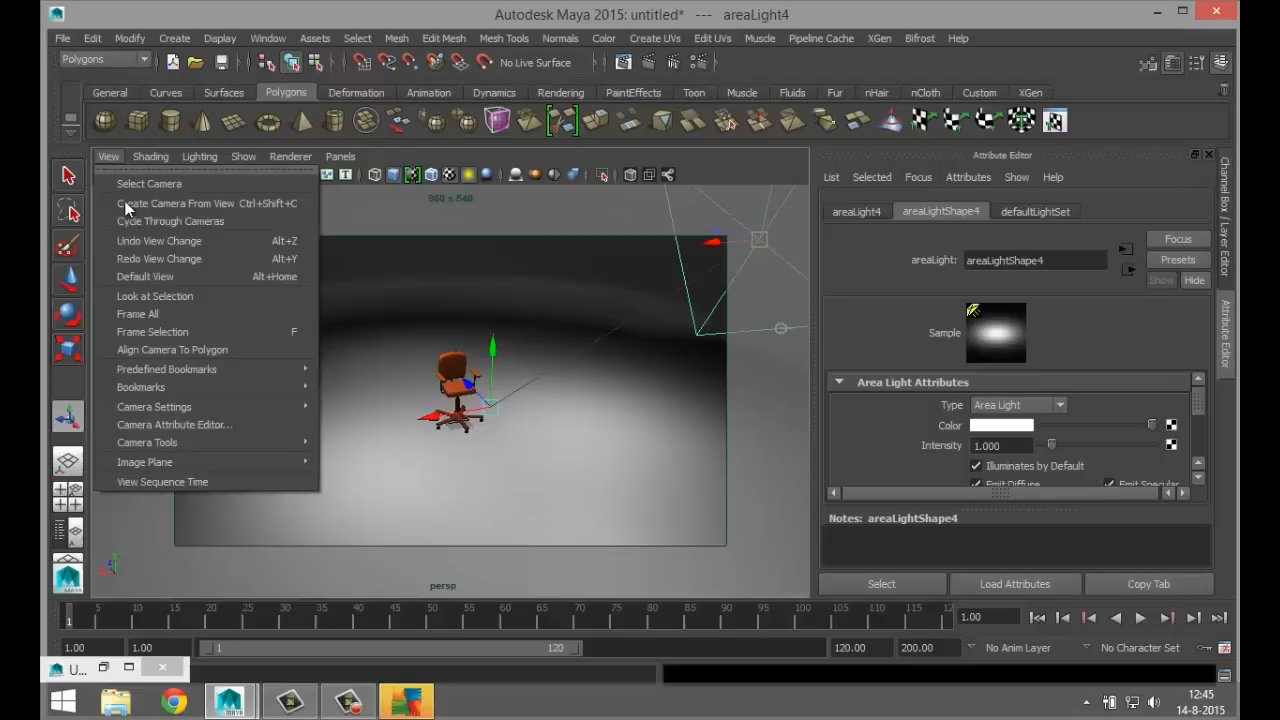 Autodesk Maya 2015: untitled* --- areaLight4
File Edit Modify Create Display Window Assets Select Mesh Edit Mesh Mesh Tools Normals Color Create UVs Edit UVs Muscle Pipeline Cache XGen Bifrost Help
Polygons No Live Surface
General Curves Surfaces Polygons Deformation Animation Dynamics Rendering PaintEffects Toon Muscle Fluids Fur nHair nCloth Custom XGen
View Shading Lighting Show Renderer Panels
Select Camera
Create Camera From View Ctrl+Shift+C
Cycle Through Cameras
Undo View Change Alt+Z
Redo View Change Alt+Y
Default View Alt+Home
Look at Selection
Frame All
Frame Selection F
Align Camera To Polygon
Predefined Bookmarks
Bookmarks
Camera Settings
Camera Attribute Editor...
Camera Tools
Image Plane
View Sequence Time
960 x 540
persp
Attribute Editor
List Selected Focus Attributes Show Help
areaLight4 areaLightShape4 defaultLightSet
Focus
areaLight: areaLightShape4
Presets
Show Hide
Sample
Area Light Attributes
Type Area Light
Color
Intensity 1.000
Illuminates by Default
Emit Diffuse Emit Specular
Notes: areaLightShape4
Select Load Attributes Copy Tab
Channel Box / Layer Editor
Attribute Editor
5 10 15 20 25 30 35 40 45 50 55 60 65 70 75 80 85 90 95 100 105 110 115 12
1 1.00
1.00 1.00 1 120 120.00 200.00 No Anim Layer No Character Set
U...
MAYA
12:45
14-8-2015